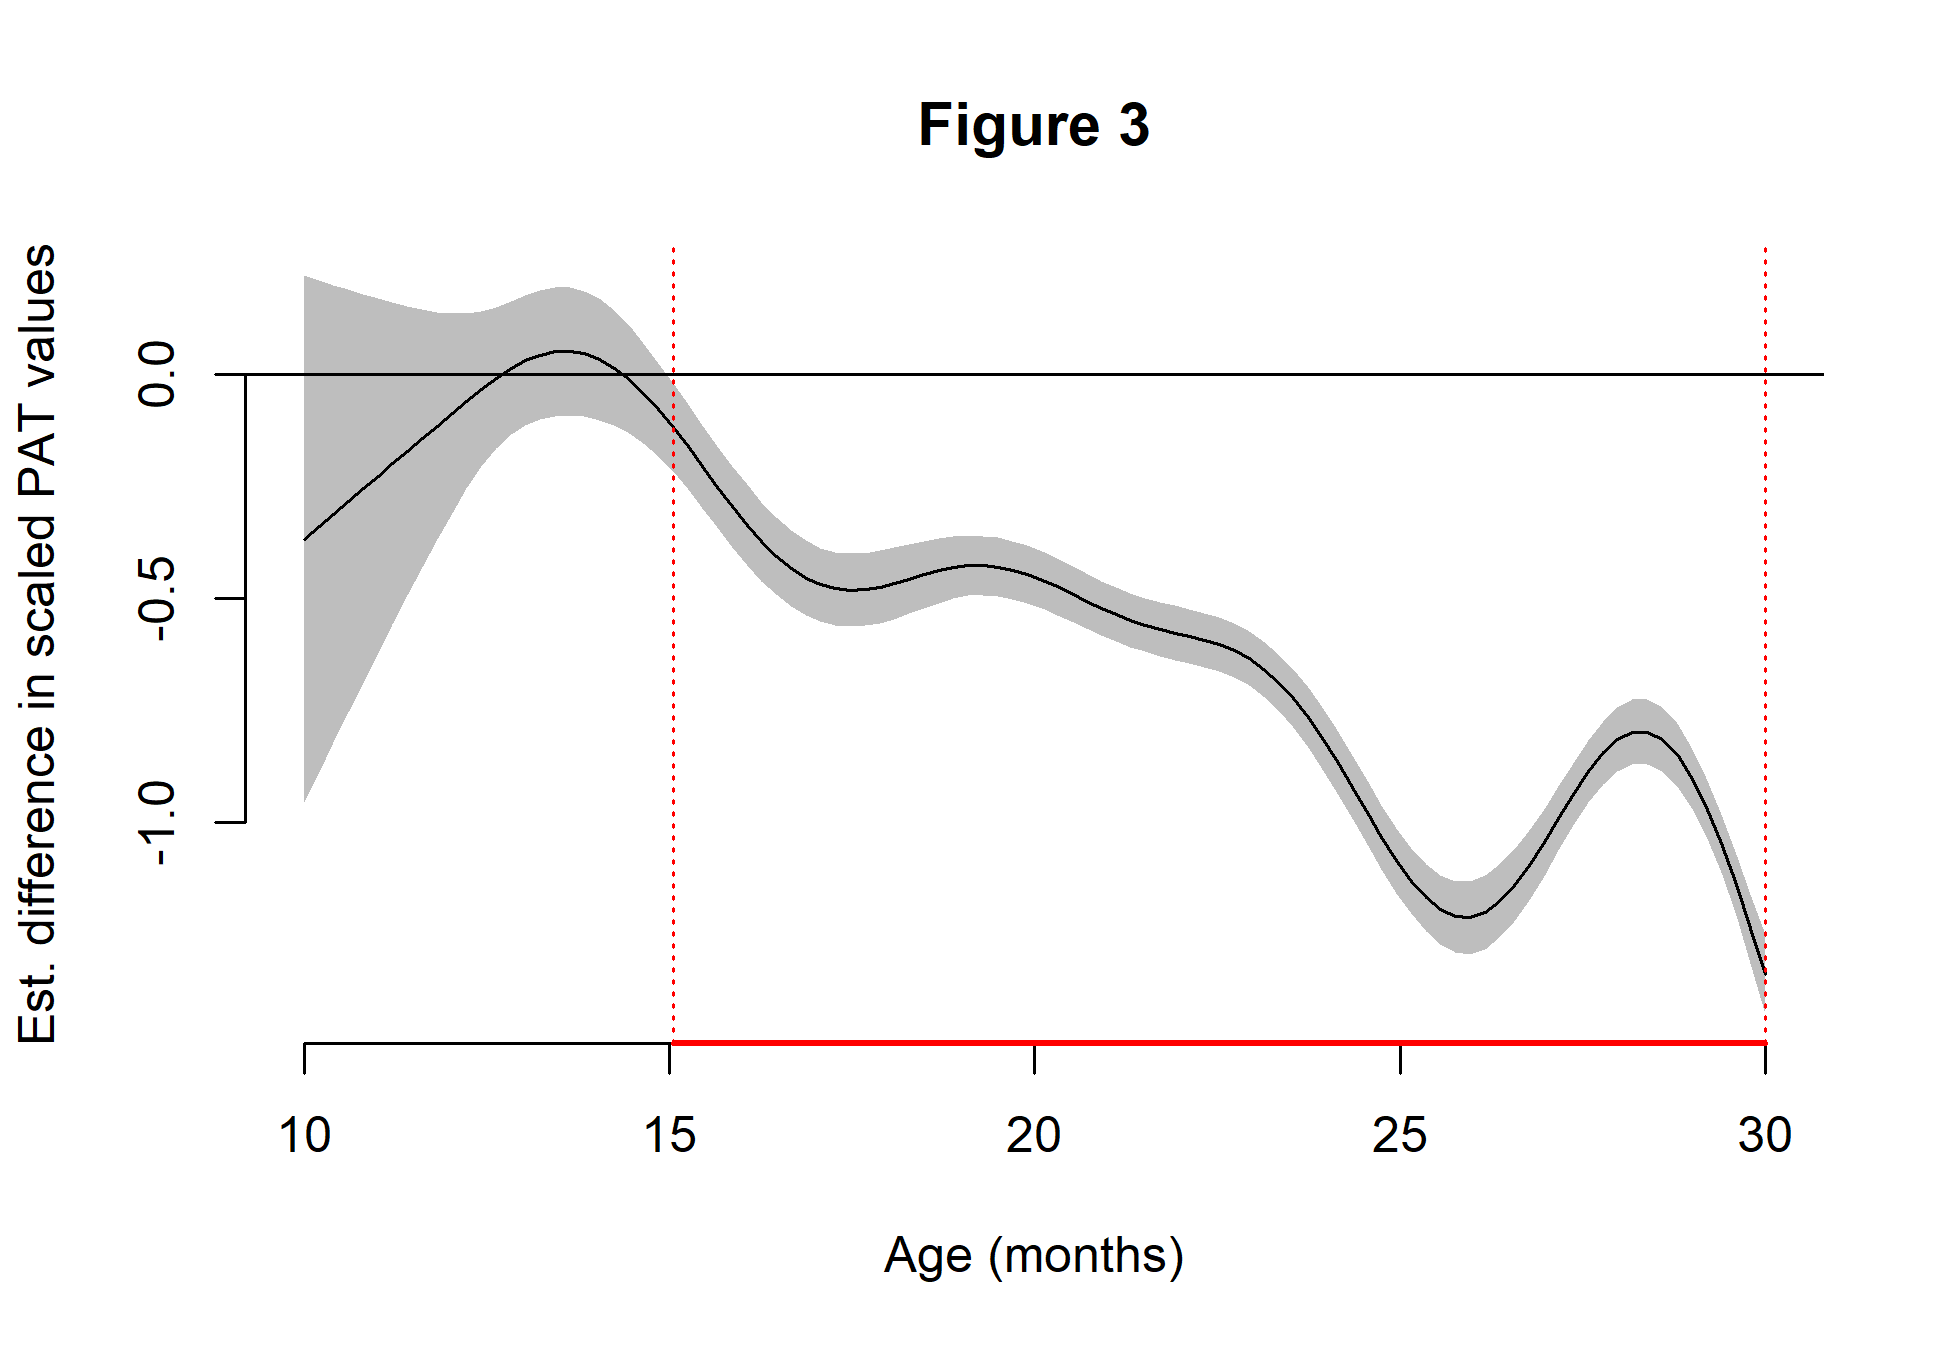 Figure 3
Est. difference in scaled PAT values
0.0
-0.5
-1.0
10 15 20 25 30
Age (months)